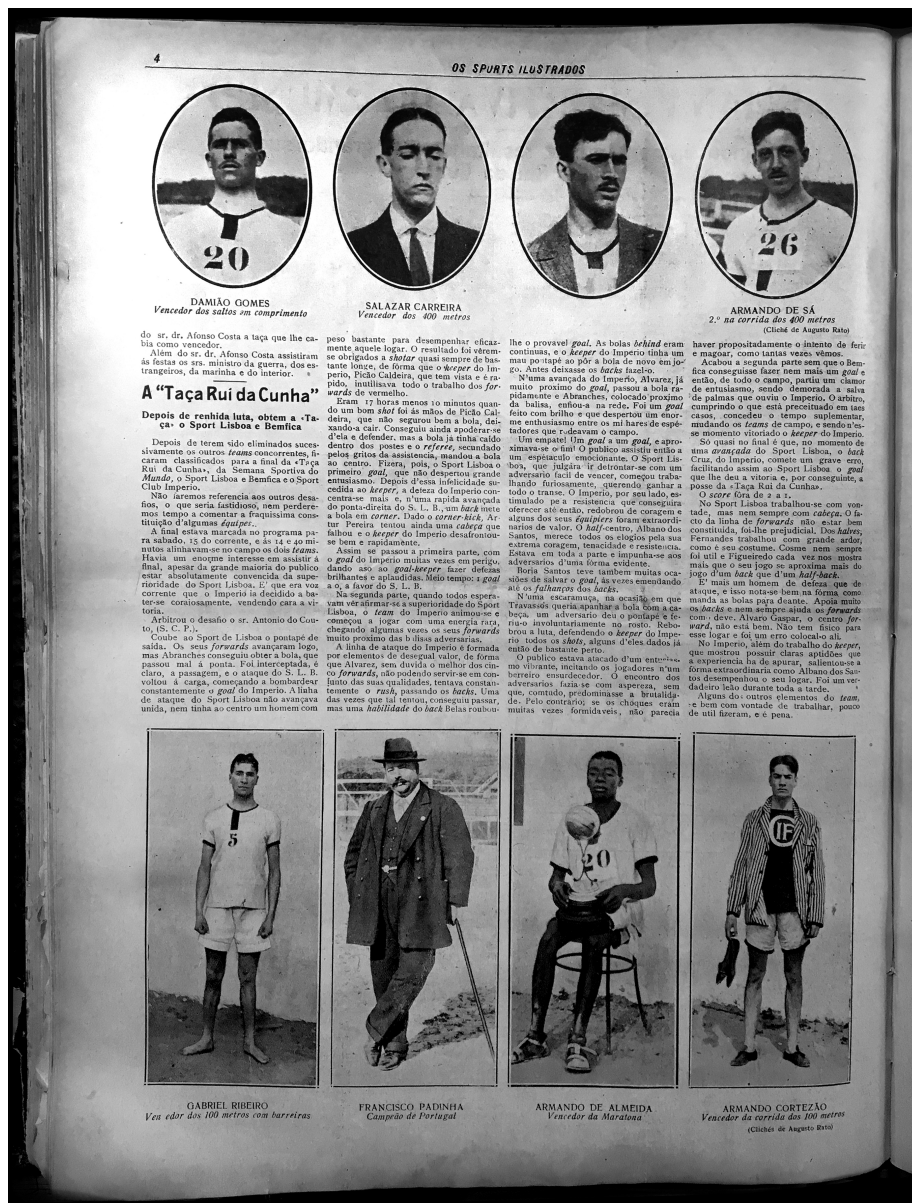 4
OS SPORTS ILUSTRADOS
20
26
DAMIÃO GOMES
Vencedor dos saltos em comprimento
SALAZAR CARREIRA
Vencedor dos 400 metros
ARMANDO DE SÁ
2.º na corrida dos 400 metros
(Cliché de Augusto Rato)
do sr. dr. Afonso Costa a taça que lhe ca-
bia como vencedor.
Além do sr. dr. Afonso Costa assistiram
ás festas os srs. ministro da guerra, dos es-
trangeiros, da marinha e do interior.
A "Taça Rui da Cunha"
Depois de renhida luta, obtem a «Ta-
ça» o Sport Lisboa e Bemfica
Depois de terem sido eliminados suces-
sivamente os outros teams concorrentes, fi-
caram classificados para a final da «Taça
Rui da Cunha», da Semana Sportiva do
Mundo, o Sport Lisboa e Bemfica e o Sport
Club Imperio.
Não faremos referencia aos outros desa-
fios, o que seria fastidioso, nem perdere-
mos tempo a comentar a fraquissima cons-
tituição d'algumas équipes..
A final estava marcada no programa pa-
ra sabado, 15 do corrente, e ás 14 e 40 mi-
nutos alinhavam-se no campo os dois teams.
Havia um enorme interesse em assistir á
final, apesar da grande maioria do publico
estar absolutamente convencida da supe-
rioridade do Sport Lisboa. E' que era voz
corrente que o Imperio ia decidido a ba-
ter-se corajosamente, vendendo cara a vi-
toria.
Arbitrou o desafio o sr. Antonio do Cou-
to, (S. C. P.),
Coube ao Sport de Lisboa o pontapé de
saída. Os seus forwards avançaram logo,
mas Abranches conseguiu obter a bola, que
passou mal á ponta. Foi interceptada, é
claro, a passagem, e o ataque do S. L. B.
voltou á carga, começando a bombardear
constantemente o goal do Imperio. A linha
de ataque do Sport Lisboa não avançava
unida, nem tinha ao centro um homem com
peso bastante para desempenhar eficaz-
mente aquele logar. O resultado foi vêrem-
se obrigados a shotar quasi sempre de bas-
tante longe, de fórma que o keeper do Im-
perio, Picão Caldeira, que tem vista e é ra-
pido, inutilisava todo o trabalho dos for-
wards de vermelho.
Eram 17 horas menos 10 minutos quan-
do um bom shot foi ás mãos de Picão Cal-
deira, que não segurou bem a bola, dei-
xando-a cair. Conseguiu ainda apoderar-se
d'ela e defender, mas a bola já tinha caído
dentro dos postes e o referee, secundado
pelos gritos da assistencia, mandou a bola
ao centro. Fizera, pois, o Sport Lisboa o
primeiro goal, que não despertou grande
entusiasmo. Depois d'essa infelicidade su-
cedida ao keeper, a defeza do Imperio con-
centra-se mais e, n'uma rapida avançada
do ponta-direita do S. L. B., um back mete
a bola em corner. Dado o corner-kick, Ar-
tur Pereira tentou ainda uma cabeça que
falhou e o keeper do Imperio desafrontou-
se bem e rapidamente.
Assim se passou a primeira parte, com
o goal do Imperio muitas vezes em perigo,
dando aso ao goal-keeper fazer defezas
brilhantes e aplaudidas. Meio tempo: 1 goal
a 0, a favor do S. L. B.
Na segunda parte, quando todos espera-
vam vêr afirmar-se a superioridade do Sport
Lisboa, o team do Imperio animou-se e
começou a jogar com uma energia rara,
chegando algumas vezes os seus forwards
muito proximo das balisas adversarias.
A linha de ataque do Imperio é formada
por elementos de desegual valor, de fórma
que Alvarez, sem duvida o melhor dos cin-
co forwards, não podendo servir-se em con-
junto das suas qualidades, tentava constan-
temente o rush, passando os backs. Uma
das vezes que tal tentou, conseguiu passar,
mas uma habilidade do back Belas roubou-
lhe o provavel goal. As bolas behind eram
continuas, e o keeper do Imperio tinha um
mau pontapé ao pôr a bola de novo em jo-
go. Antes deixasse os backs fazel-o.
N'uma avançada do Imperio, Alvarez, já
muito proximo do goal, passou a bola ra-
pidamente e Abranches, colocado proximo
da balisa, enfiou-a na rede. Foi um goal
feito com brilho e que despertou um enor-
me enthusiasmo entre os mil hares de espé-
tadores que rodeavam o campo.
Um empate! Um goal a um goal, e apro-
ximava-se o fim! O publico assistiu então a
um espétaculo emocionante. O Sport Lis-
boa, que julgára ir defrontar-se com um
adversario facil de vencer, começou traba-
lhando furiosamente, querendo ganhar a
todo o transe. O Imperio, por seu lado, es-
timulado pela resistencia que conseguira
oferecer até então, redobrou de coragem e
alguns dos seus équipiers foram extraordi-
narios de valor. O half-centro, Albano dos
Santos, merece todos os elogios pela sua
extrema coragem, tenacidade e resistencia.
Estava em toda a parte e impunha-se aos
adversarios d'uma fórma evidente.
Boria Santos teve tambem muitas oca-
siões de salvar o goal, ás vezes emendando
até os fulhanços dos backs.
N'uma escaramuça, na ocasião em que
Travassos queria apanhar a bola com a ca-
beça, um adversario deu o pontapé e fe-
riu-o involuntariamente no rosto. Rebo-
brou a luta, defendendo o keeper do Impe-
rio todos os shots, alguns d'eles dados já
então de bastante perto.
O publico estava atacado d'um entusias-
mo vibrante, incitando os jogadores n'um
berreiro ensurdecedor. O encontro dos
adversarios fazia-se com aspereza, sem
que, comtudo, predominasse a brutalida-
de. Pelo contrario; se os choques eram
muitas vezes formidaveis, não parecia
haver propositadamente o intento de ferir
e magoar, como tantas vezes vêmos.
Acabou a segunda parte sem que o Bem-
fica conseguisse fazer nem mais um goal e
então, de todo o campo, partiu um clamor
de entusiasmo, sendo demorada a salva
de palmas que ouviu o Imperio. O arbitro,
cumprindo o que está preceituado em taes
casos, concedeu o tempo suplementar,
mudando os teams de campo, e sendo n'es-
se momento vitoriado o keeper do Imperio.
Só quasi no final é que, no momento de
uma avançada do Sport Lisboa, o back
Cruz, do Imperio, comete um grave erro,
facilitando assim ao Sport Lisboa o goal
que lhe deu a vitoria e, por conseguinte, a
posse da «Taça Rui da Cunha».
O score fôra de 2 a 1.
No Sport Lisboa trabalhou-se com von-
tade, mas nem sempre com cabeça. O fa-
cto da linha de forwards não estar bem
constituida, foi-lhe prejudicial. Dos halves,
Fernandes trabalhou com grande ardor,
como é seu costume. Cosme nem sempre
foi util e Figueiredo cada vez nos mostra
mais que o seu jogo se aproxima mais do
jogo d'um back que d'um half-back.
E' mais um homem de defeza que de
ataque, e isso nota-se bem na fórma como
manda as bolas para deante. Apoia muito
os backs e nem sempre ajuda os forwards
como deve. Alvaro Gaspar, o centro for-
ward, não está bem. Não tem fisico para
esse logar e foi um erro colocal-o ali.
No Imperio, além do trabalho do keeper,
que mostrou possuir claras aptidões que
a experiencia ha de apurar, salientou-se a
fórma extraordinaria como Albano dos San-
tos desempenhou o seu logar. Foi um ver-
dadeiro leão durante toda a tarde.
Alguns dos outros elementos do team,
se bem com vontade de trabalhar, pouco
de util fizeram, e é pena.
5
20
CIF
GABRIEL RIBEIRO
Ven edor dos 100 metros com barreiras
FRANCISCO PADINHA
Campeão de Portugal
ARMANDO DE ALMEIDA
Vencedor da Maratona
ARMANDO CORTEZÃO
Vencedor da corrida dos 100 metros
(Clichés de Augusto Rato)